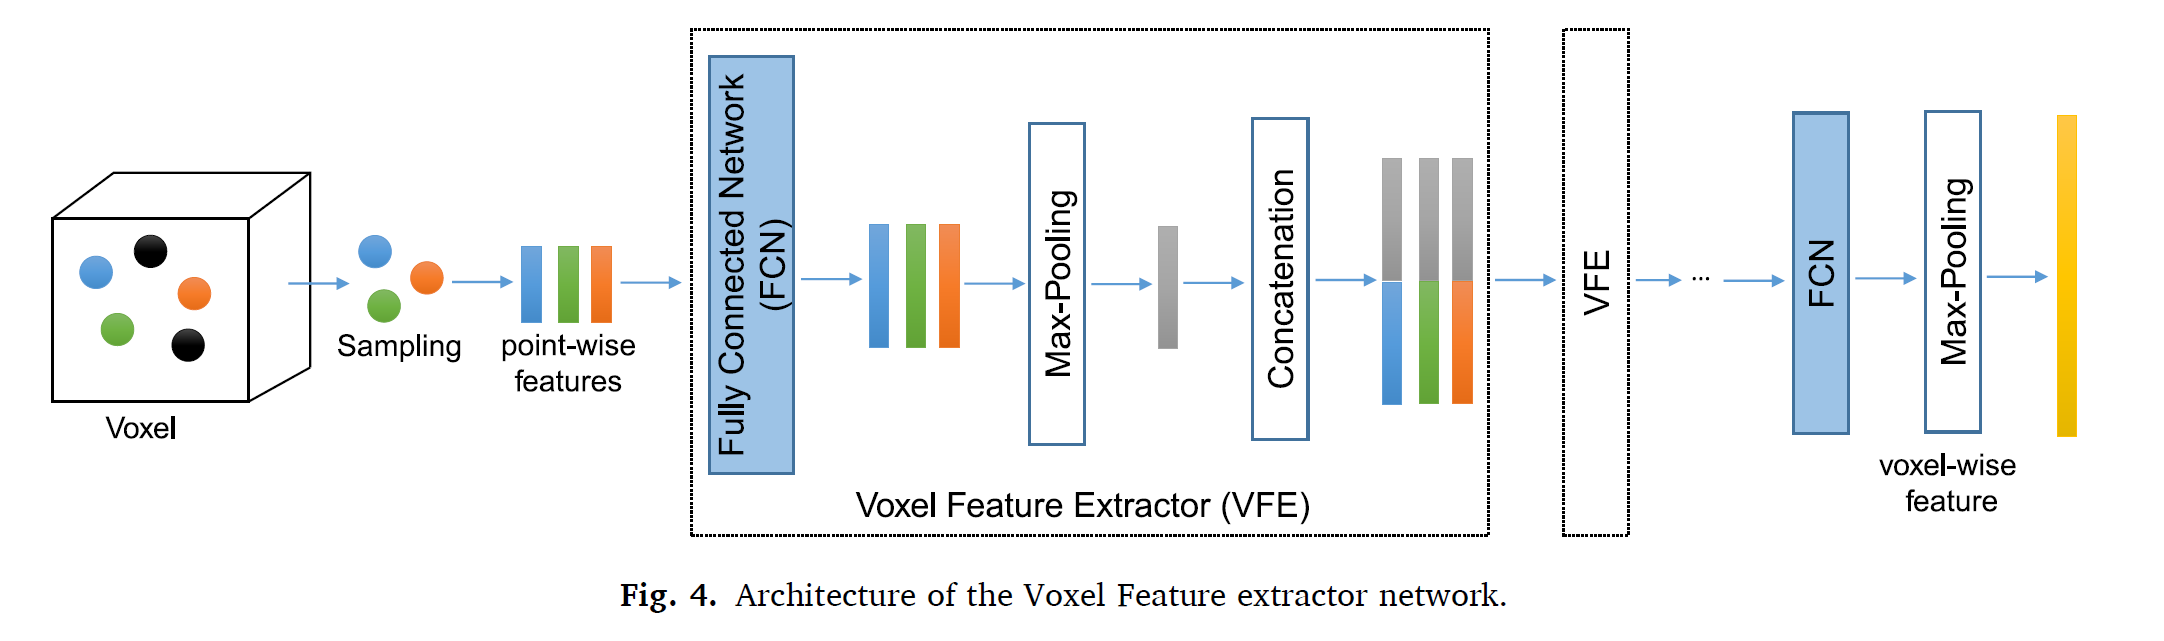 Voxel
Sampling
point-wise
features
Fully Connected Network
(FCN)
Max-Pooling
Concatenation
Voxel Feature Extractor (VFE)
VFE
...
FCN
Max-Pooling
voxel-wise
feature
Fig. 4. Architecture of the Voxel Feature extractor network.